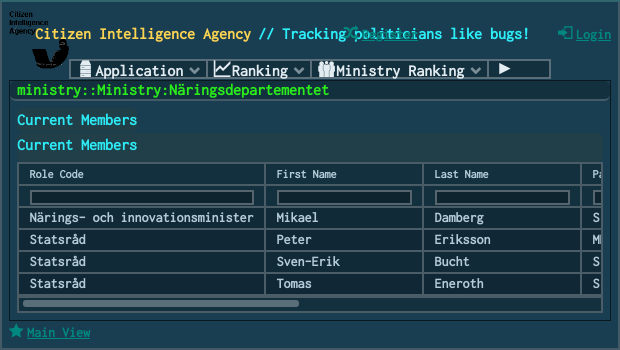 Citizen
Intelligence
Agency
Citizen Intelligence Agency // Tracking politicians like bugs!
Login
Application
Ranking
Ministry Ranking
ministry::Ministry:Näringsdepartementet
Current Members
Current Members
Role Code First Name Last Name Pa
Närings- och innovationsminister Mikael Damberg S
Statsråd Peter Eriksson M
Statsråd Sven-Erik Bucht S
Statsråd Tomas Eneroth S
Main View